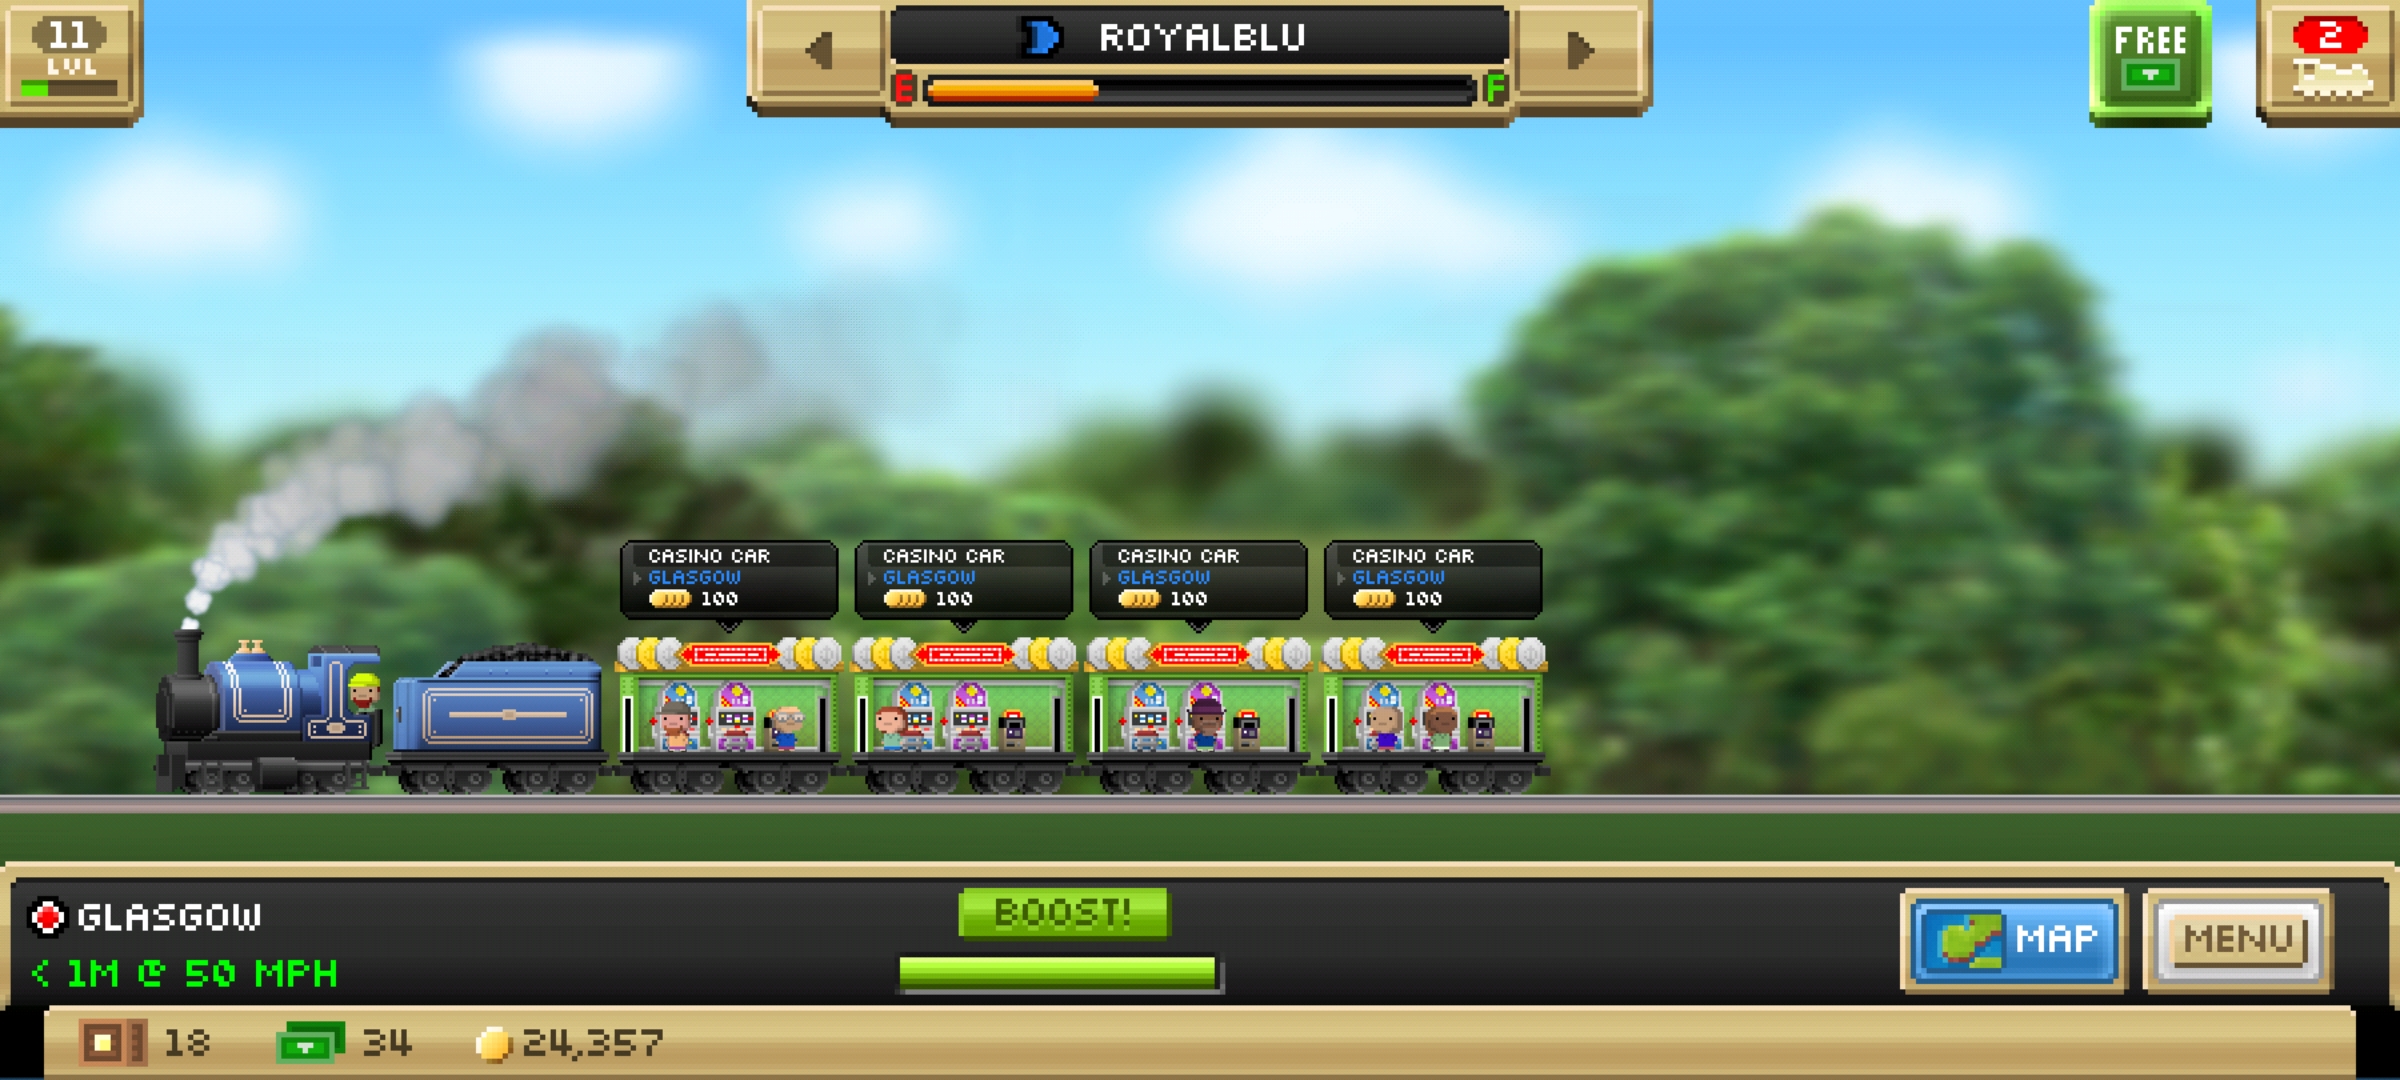 11
LVL
ROYALBLU
E F
FREE
2
CASINO CAR
GLASGOW
100
CASINO CAR
GLASGOW
100
CASINO CAR
GLASGOW
100
CASINO CAR
GLASGOW
100
GLASGOW
< 1M @ 50 MPH
BOOST!
MAP
MENU
18
34
24,357